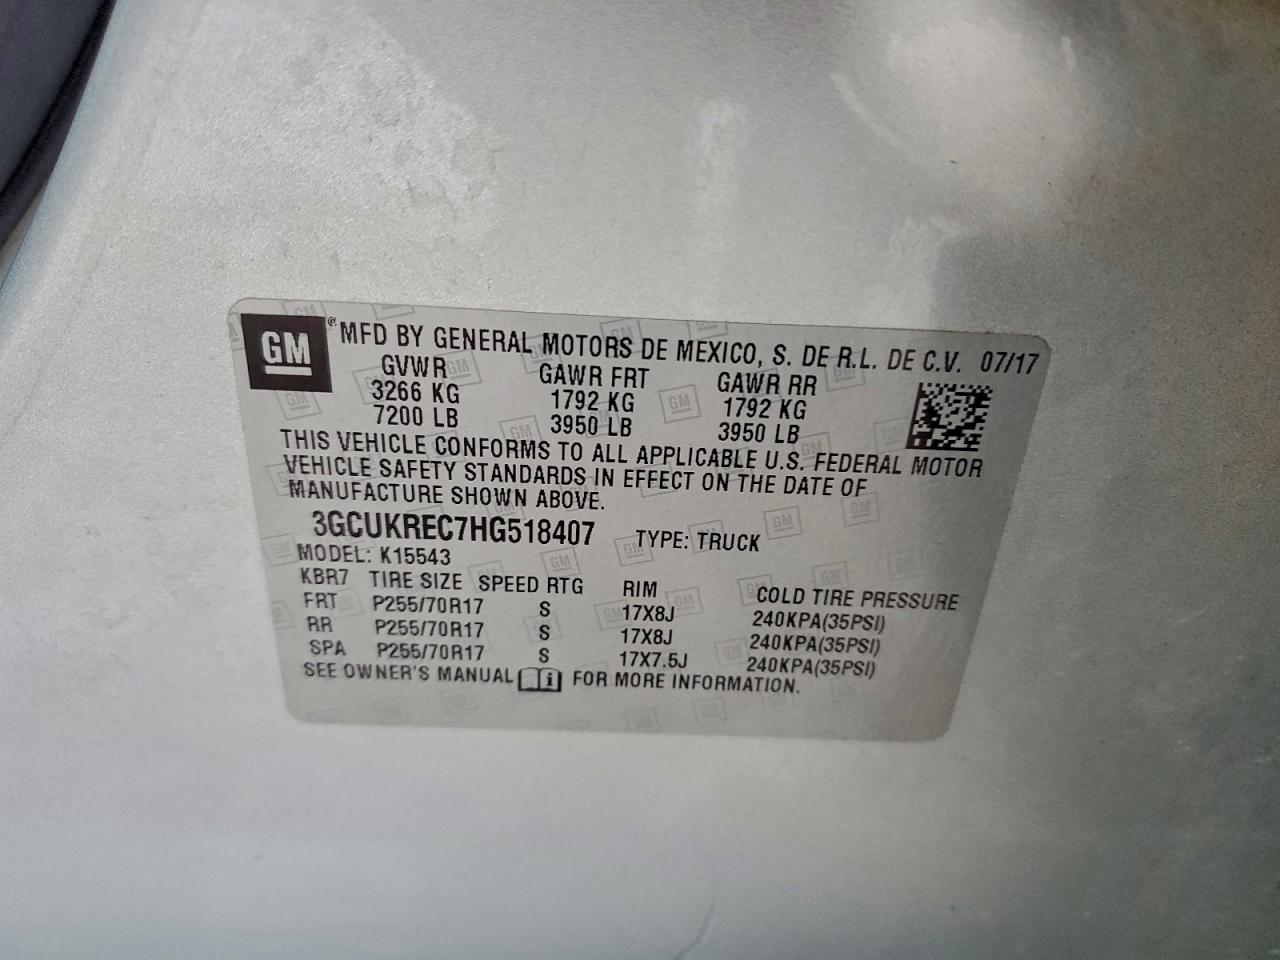 GM ® MFD BY GENERAL MOTORS DE MEXICO, S. DE R.L. DE C.V. 07/17
GVWR GAWR FRT GAWR RR
3266 KG 1792 KG 1792 KG
7200 LB 3950 LB 3950 LB
THIS VEHICLE CONFORMS TO ALL APPLICABLE U.S. FEDERAL MOTOR
VEHICLE SAFETY STANDARDS IN EFFECT ON THE DATE OF
MANUFACTURE SHOWN ABOVE.
3GCUKREC7HG518407 TYPE: TRUCK
MODEL: K15543
KBR7 TIRE SIZE SPEED RTG RIM COLD TIRE PRESSURE
FRT P255/70R17 S 17X8J 240KPA(35PSI)
RR P255/70R17 S 17X8J 240KPA(35PSI)
SPA P255/70R17 S 17X7.5J 240KPA(35PSI)
SEE OWNER'S MANUAL i FOR MORE INFORMATION.